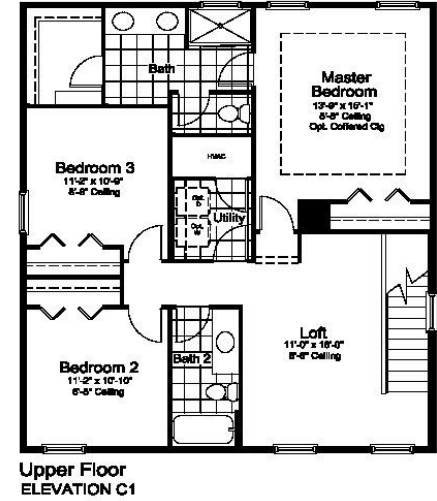 Bath
Master
Bedroom
13'-9" x 15'-1"
8'-8" Ceiling
Opt. Coffered Clg
HVAC
Bedroom 3
11'-2" x 10'-9"
8'-8" Ceiling
Opt.
D
Utility
Opt.
W
Loft
11'-0" x 16'-0"
8'-8" Ceiling
Bath 2
Bedroom 2
11'-2" x 10'-10"
8'-8" Ceiling
Upper Floor
ELEVATION C1